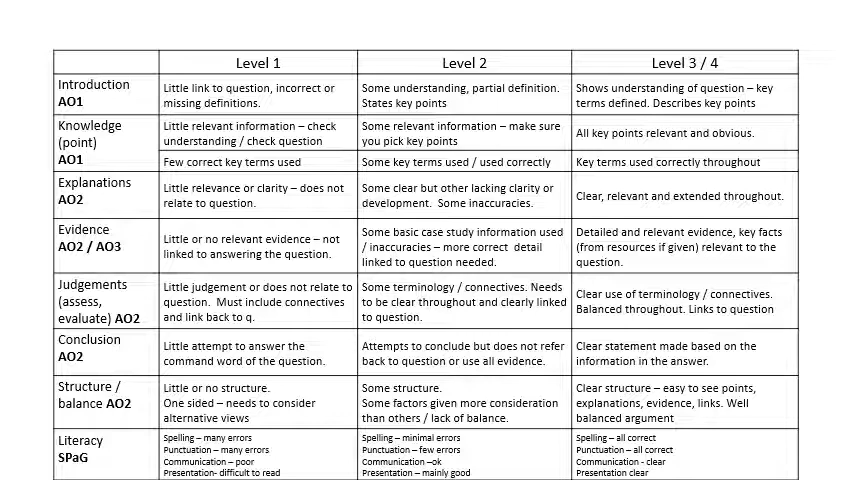 Level 1
Level 2
Level 3 / 4
Introduction
AO1
Little link to question, incorrect or
missing definitions.
Some understanding, partial definition.
States key points
Shows understanding of question – key
terms defined. Describes key points
Knowledge
(point)
AO1
Little relevant information – check
understanding / check question
Some relevant information – make sure
you pick key points
All key points relevant and obvious.
Few correct key terms used
Some key terms used / used correctly
Key terms used correctly throughout
Explanations
AO2
Little relevance or clarity – does not
relate to question.
Some clear but other lacking clarity or
development. Some inaccuracies.
Clear, relevant and extended throughout.
Evidence
AO2 / AO3
Little or no relevant evidence – not
linked to answering the question.
Some basic case study information used
/ inaccuracies – more correct detail
linked to question needed.
Detailed and relevant evidence, key facts
(from resources if given) relevant to the
question.
Judgements
(assess,
evaluate) AO2
Little judgement or does not relate to
question. Must include connectives
and link back to q.
Some terminology / connectives. Needs
to be clear throughout and clearly linked
to question.
Clear use of terminology / connectives.
Balanced throughout. Links to question
Conclusion
AO2
Little attempt to answer the
command word of the question.
Attempts to conclude but does not refer
back to question or use all evidence.
Clear statement made based on the
information in the answer.
Structure /
balance AO2
Little or no structure.
One sided – needs to consider
alternative views
Some structure.
Some factors given more consideration
than others / lack of balance.
Clear structure – easy to see points,
explanations, evidence, links. Well
balanced argument
Literacy
SPaG
Spelling – many errors
Punctuation – many errors
Communication – poor
Presentation- difficult to read
Spelling – minimal errors
Punctuation – few errors
Communication –ok
Presentation – mainly good
Spelling – all correct
Punctuation – all correct
Communication - clear
Presentation clear